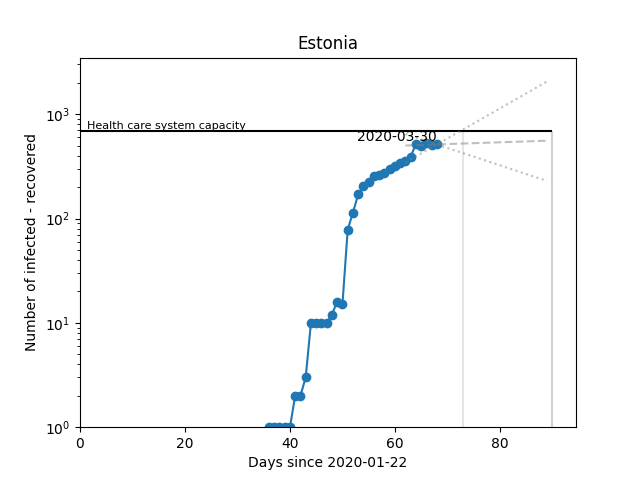 Estonia
Number of infected - recovered
10³
10²
10¹
10⁰
Health care system capacity
2020-03-30
0 20 40 60 80
Days since 2020-01-22